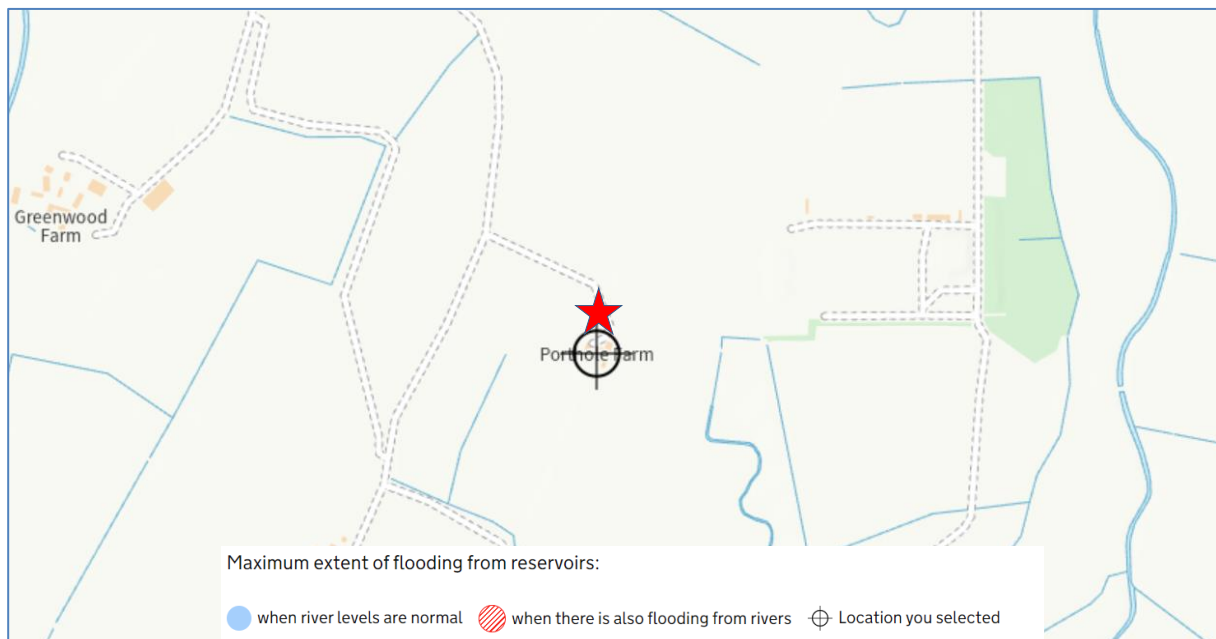 Greenwood
Farm
Porthole Farm
Maximum extent of flooding from reservoirs:
when river levels are normal when there is also flooding from rivers Location you selected